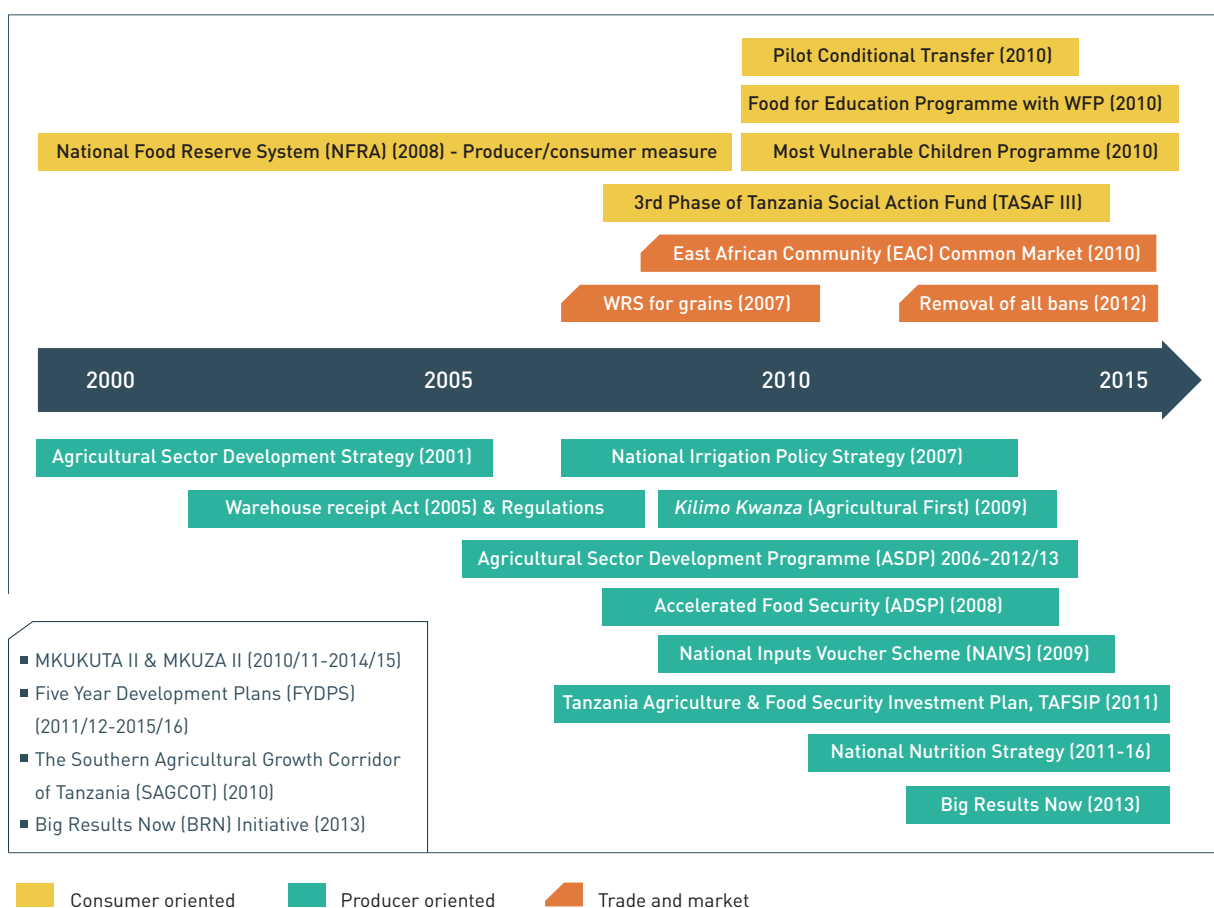 Pilot Conditional Transfer (2010)
Food for Education Programme with WFP (2010)
National Food Reserve System (NFRA) (2008) - Producer/consumer measure
Most Vulnerable Children Programme (2010)
3rd Phase of Tanzania Social Action Fund (TASAF III)
East African Community (EAC) Common Market (2010)
WRS for grains (2007)
Removal of all bans (2012)
2000 2005 2010 2015
Agricultural Sector Development Strategy (2001)
National Irrigation Policy Strategy (2007)
Warehouse receipt Act (2005) & Regulations
Kilimo Kwanza (Agricultural First) (2009)
Agricultural Sector Development Programme (ASDP) 2006-2012/13
Accelerated Food Security (ADSP) (2008)
National Inputs Voucher Scheme (NAIVS) (2009)
Tanzania Agriculture & Food Security Investment Plan, TAFSIP (2011)
National Nutrition Strategy (2011-16)
Big Results Now (2013)
▪ MKUKUTA II & MKUZA II (2010/11-2014/15)
▪ Five Year Development Plans (FYDPS)
(2011/12-2015/16)
▪ The Southern Agricultural Growth Corridor
of Tanzania (SAGCOT) (2010)
▪ Big Results Now (BRN) Initiative (2013)
Consumer oriented
Producer oriented
Trade and market